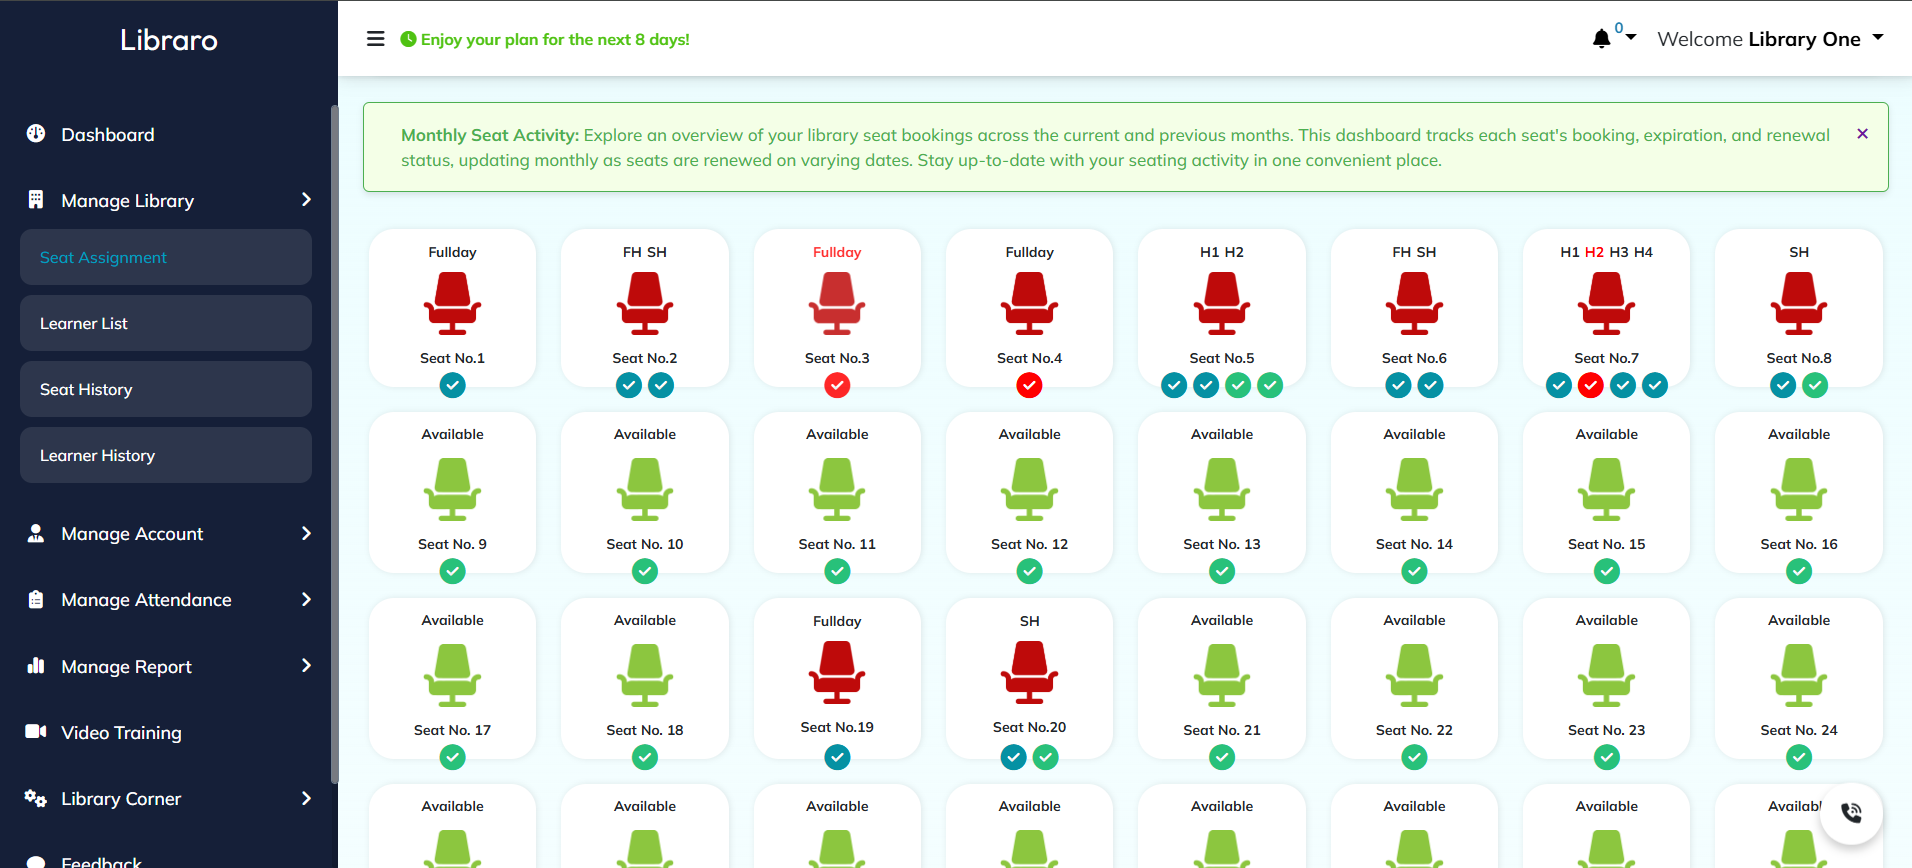 Libraro
Enjoy your plan for the next 8 days!
0
Welcome Library One
Dashboard
Manage Library
Seat Assignment
Learner List
Seat History
Learner History
Manage Account
Manage Attendance
Manage Report
Video Training
Library Corner
Feedback
Monthly Seat Activity: Explore an overview of your library seat bookings across the current and previous months. This dashboard tracks each seat's booking, expiration, and renewal
status, updating monthly as seats are renewed on varying dates. Stay up-to-date with your seating activity in one convenient place.
Fullday
FH SH
Fullday
Fullday
H1 H2
FH SH
H1 H2 H3 H4
SH
Seat No.1
Seat No.2
Seat No.3
Seat No.4
Seat No.5
Seat No.6
Seat No.7
Seat No.8
Available
Available
Available
Available
Available
Available
Available
Available
Seat No. 9
Seat No. 10
Seat No. 11
Seat No. 12
Seat No. 13
Seat No. 14
Seat No. 15
Seat No. 16
Available
Available
Fullday
SH
Available
Available
Available
Available
Seat No. 17
Seat No. 18
Seat No.19
Seat No.20
Seat No. 21
Seat No. 22
Seat No. 23
Seat No. 24
Available
Available
Available
Available
Available
Available
Available
Availabl